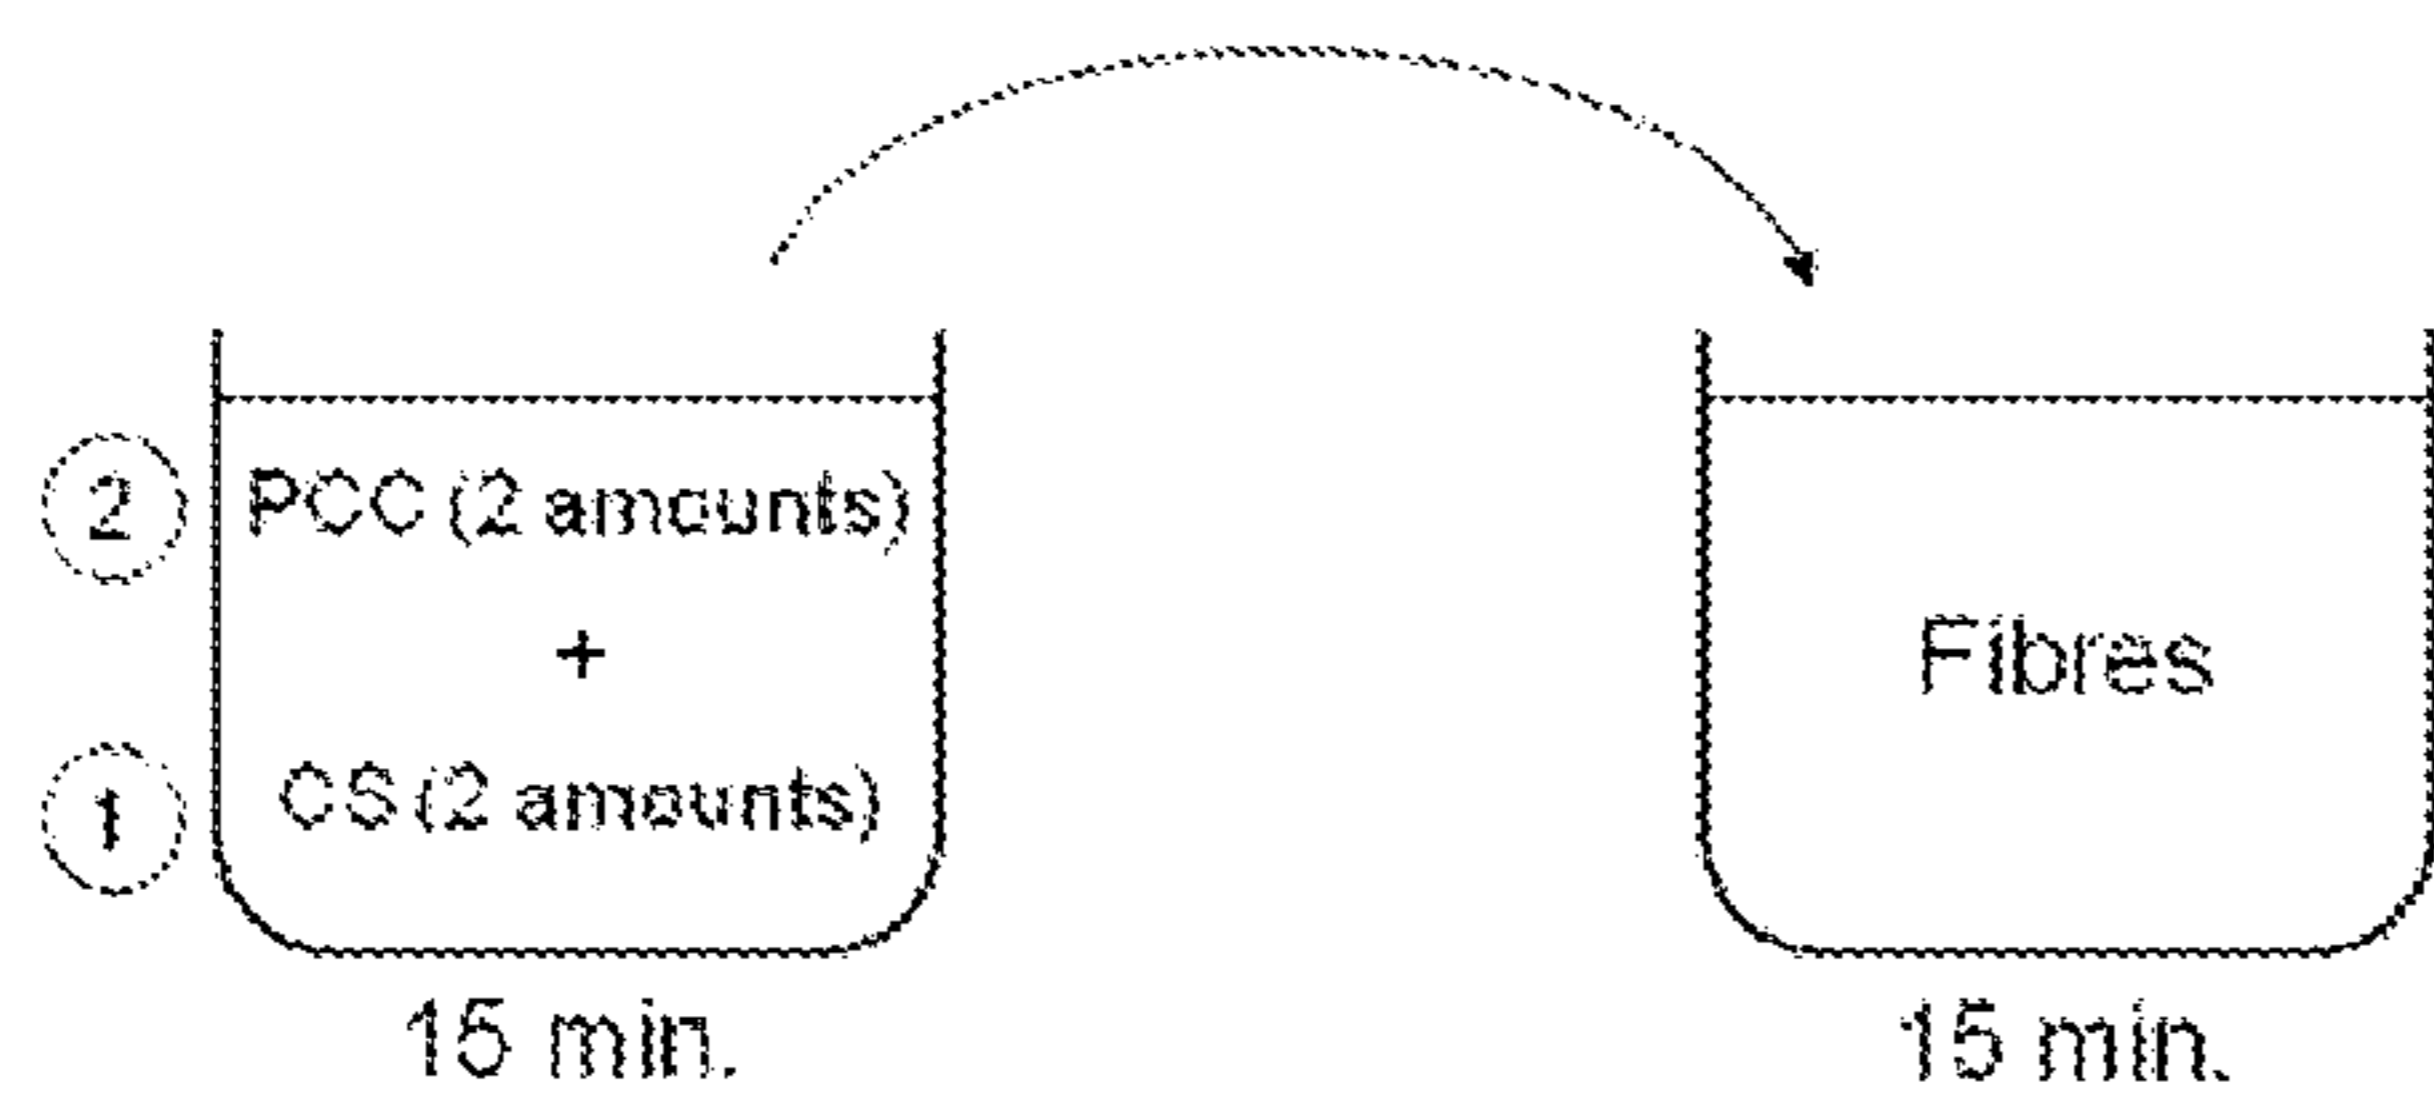 2 PCC (2 amounts)
+
Fibres
1 CS (2 amounts)
15 min.
15 min.